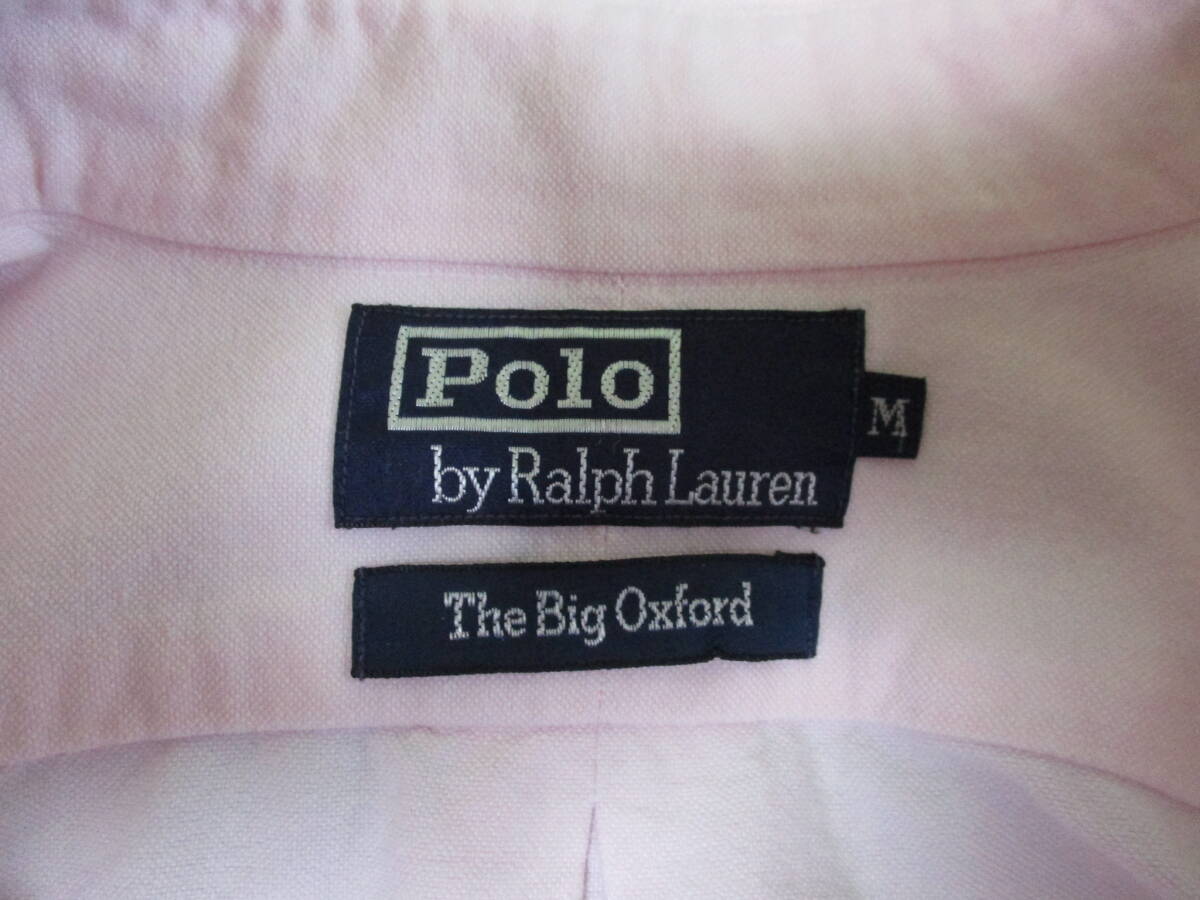 Polo
by Ralph Lauren
M
The Big Oxford